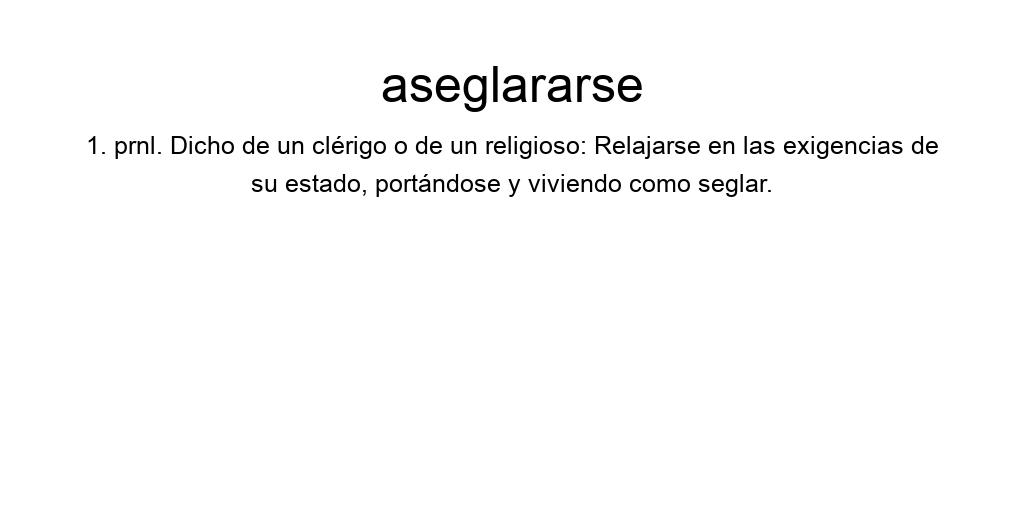 aseglararse
1. prnl. Dicho de un clérigo o de un religioso: Relajarse en las exigencias de
su estado, portándose y viviendo como seglar.